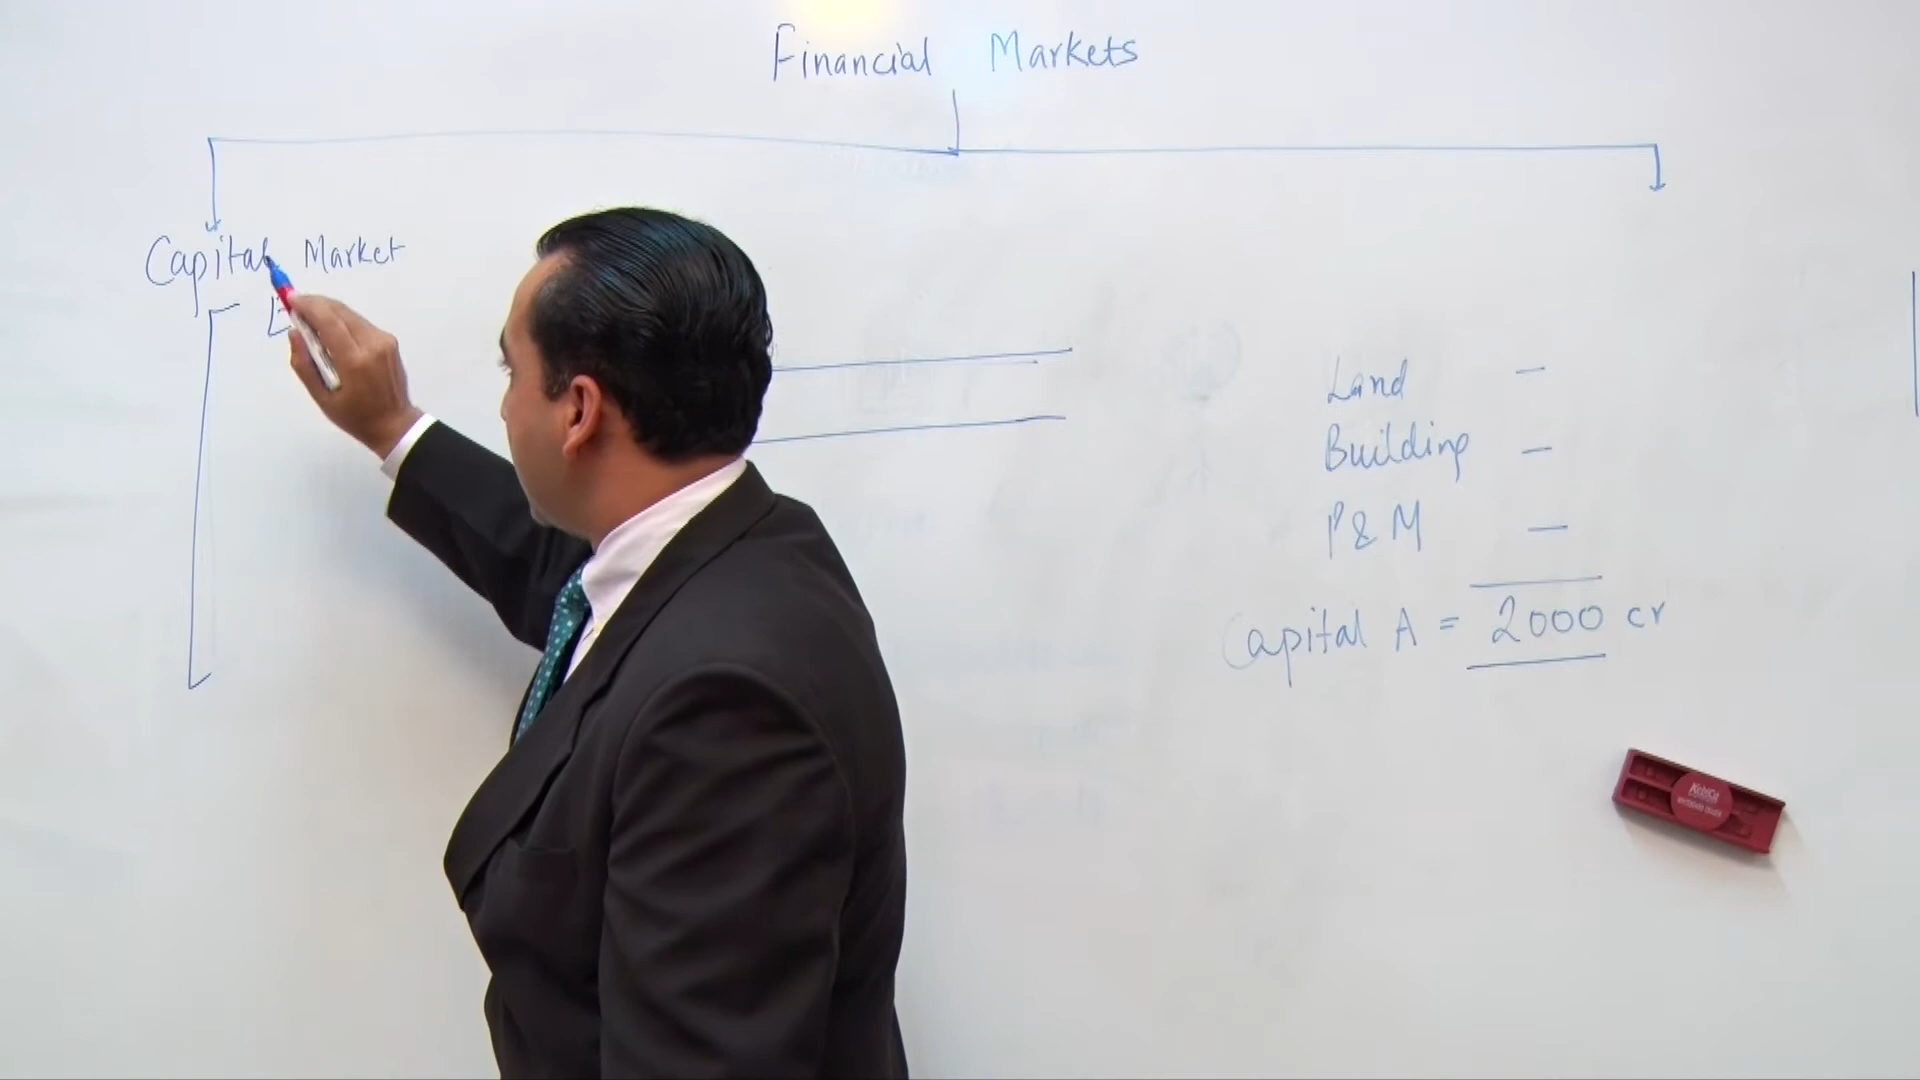 Financial Markets
Capital Market
E
Land -
Building -
P & M -
Capital A = 2000 cr